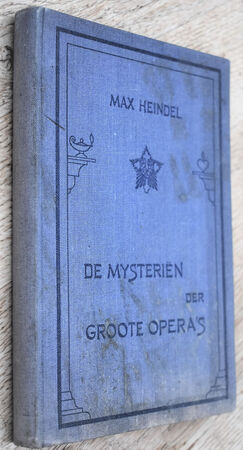 MAX HEINDEL
DE MYSTERIËN
DER
GROOTE OPERA'S